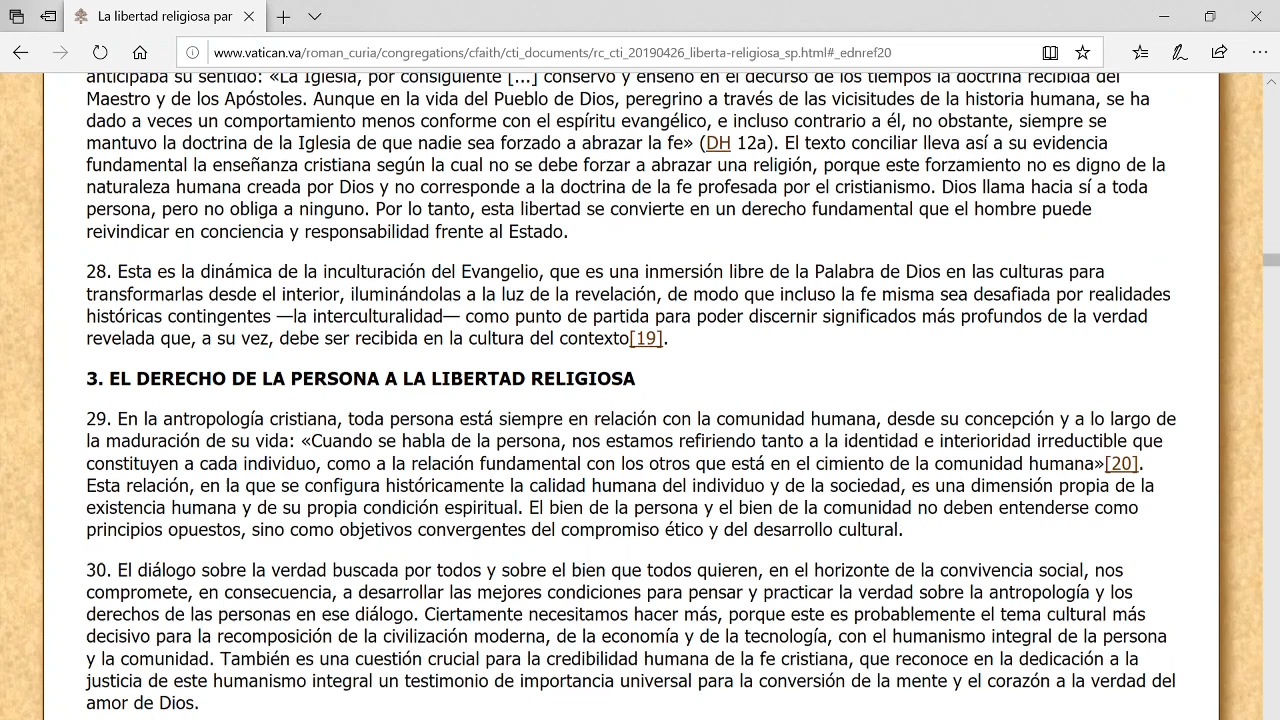 La libertad religiosa par
www.vatican.va/roman_curia/congregations/cfaith/cti_documents/rc_cti_20190426_liberta-religiosa_sp.html#_ednref20
anticipaba su sentido: «La Iglesia, por consiguiente [...] conservó y enseñó en el decurso de los tiempos la doctrina recibida del
Maestro y de los Apóstoles. Aunque en la vida del Pueblo de Dios, peregrino a través de las vicisitudes de la historia humana, se ha
dado a veces un comportamiento menos conforme con el espíritu evangélico, e incluso contrario a él, no obstante, siempre se
mantuvo la doctrina de la Iglesia de que nadie sea forzado a abrazar la fe» (DH 12a). El texto conciliar lleva así a su evidencia
fundamental la enseñanza cristiana según la cual no se debe forzar a abrazar una religión, porque este forzamiento no es digno de la
naturaleza humana creada por Dios y no corresponde a la doctrina de la fe profesada por el cristianismo. Dios llama hacia sí a toda
persona, pero no obliga a ninguno. Por lo tanto, esta libertad se convierte en un derecho fundamental que el hombre puede
reivindicar en conciencia y responsabilidad frente al Estado.
28. Esta es la dinámica de la inculturación del Evangelio, que es una inmersión libre de la Palabra de Dios en las culturas para
transformarlas desde el interior, iluminándolas a la luz de la revelación, de modo que incluso la fe misma sea desafiada por realidades
históricas contingentes —la interculturalidad— como punto de partida para poder discernir significados más profundos de la verdad
revelada que, a su vez, debe ser recibida en la cultura del contexto[19].
3. EL DERECHO DE LA PERSONA A LA LIBERTAD RELIGIOSA
29. En la antropología cristiana, toda persona está siempre en relación con la comunidad humana, desde su concepción y a lo largo de
la maduración de su vida: «Cuando se habla de la persona, nos estamos refiriendo tanto a la identidad e interioridad irreductible que
constituyen a cada individuo, como a la relación fundamental con los otros que está en el cimiento de la comunidad humana»[20].
Esta relación, en la que se configura históricamente la calidad humana del individuo y de la sociedad, es una dimensión propia de la
existencia humana y de su propia condición espiritual. El bien de la persona y el bien de la comunidad no deben entenderse como
principios opuestos, sino como objetivos convergentes del compromiso ético y del desarrollo cultural.
30. El diálogo sobre la verdad buscada por todos y sobre el bien que todos quieren, en el horizonte de la convivencia social, nos
compromete, en consecuencia, a desarrollar las mejores condiciones para pensar y practicar la verdad sobre la antropología y los
derechos de las personas en ese diálogo. Ciertamente necesitamos hacer más, porque este es probablemente el tema cultural más
decisivo para la recomposición de la civilización moderna, de la economía y de la tecnología, con el humanismo integral de la persona
y la comunidad. También es una cuestión crucial para la credibilidad humana de la fe cristiana, que reconoce en la dedicación a la
justicia de este humanismo integral un testimonio de importancia universal para la conversión de la mente y el corazón a la verdad del
amor de Dios.